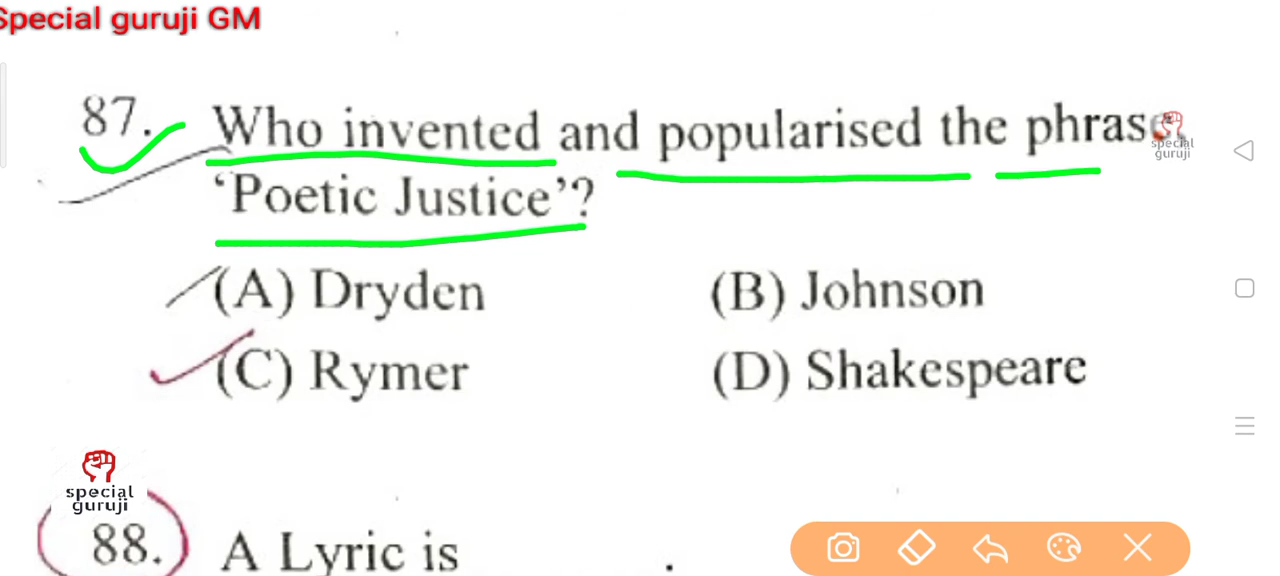 Special guruji GM
87. Who invented and popularised the phrase
special
guruji
‘Poetic Justice’?
(A) Dryden (B) Johnson
(C) Rymer (D) Shakespeare
special
guruji
88. A Lyric is .